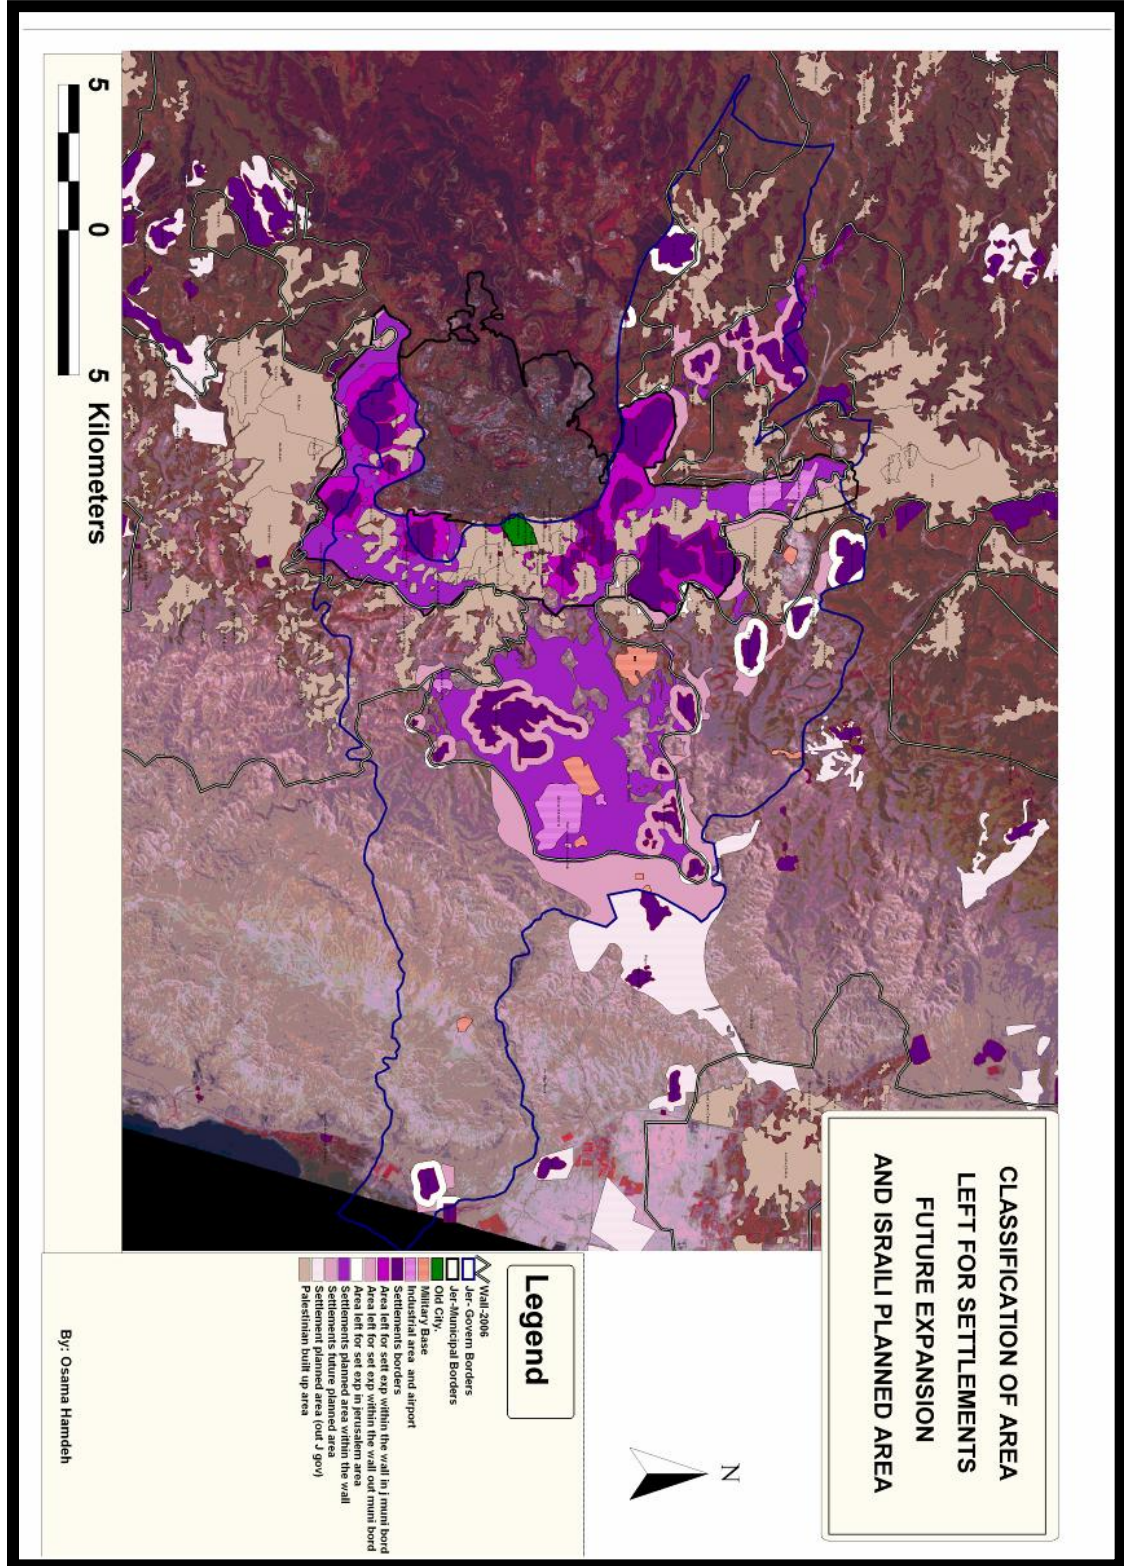 CLASSIFICATION OF AREA
LEFT FOR SETTLEMENTS
FUTURE EXPANSION
AND ISRAILI PLANNED AREA
N
Legend
Wall-2006
Jer- Govern Borders
Jer-Municipal Borders
Old City.
Military Base
Industrial area and airport
Settlements borders
Area left for sett exp within the wall in j muni bord
Area left for set exp within the wall out muni bord
Area left for set exp in jerusalem area
Settlements planned area within the wall
Settlements future planned area
Settlement planned area (out J gov)
Palestinian built up area
By: Osama Hamdeh
5 0 5 Kilometers